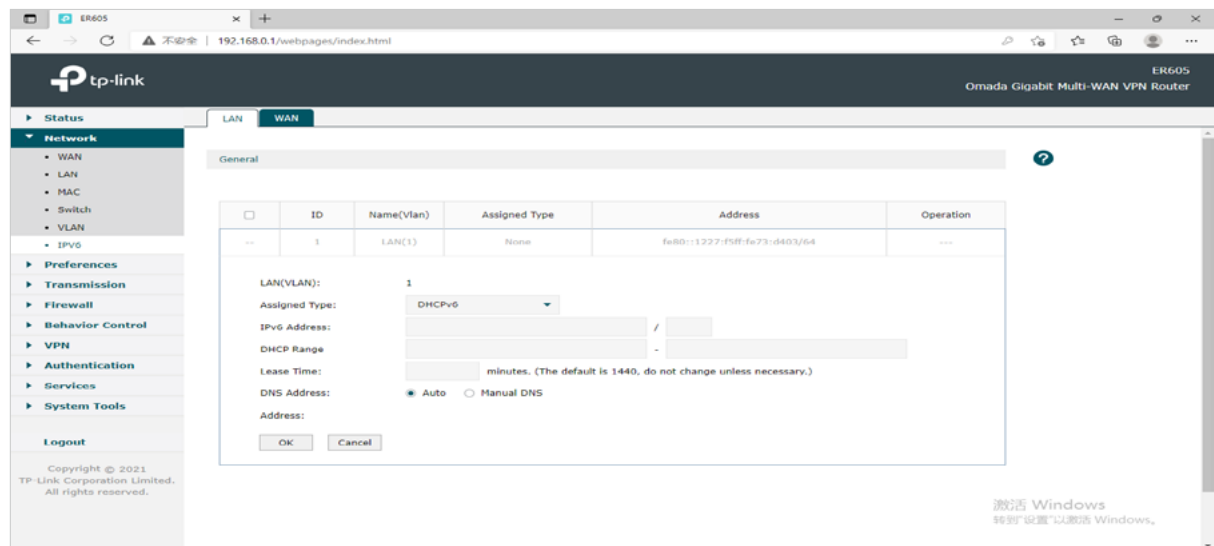 ER605
不安全 | 192.168.0.1/webpages/index.html
tp-link
ER605
Omada Gigabit Multi-WAN VPN Router
Status
Network
WAN
LAN
MAC
Switch
VLAN
IPV6
Preferences
Transmission
Firewall
Behavior Control
VPN
Authentication
Services
System Tools
Logout
Copyright © 2021
TP-Link Corporation Limited.
All rights reserved.
LAN WAN
General
ID Name(Vlan) Assigned Type Address Operation
-- 1 LAN(1) None fe80::1227:f5ff:fe73:d403/64 ---
LAN(VLAN): 1
Assigned Type: DHCPv6
IPv6 Address: /
DHCP Range -
Lease Time: minutes. (The default is 1440, do not change unless necessary.)
DNS Address: Auto Manual DNS
Address:
OK Cancel
激活 Windows
转到"设置"以激活 Windows。